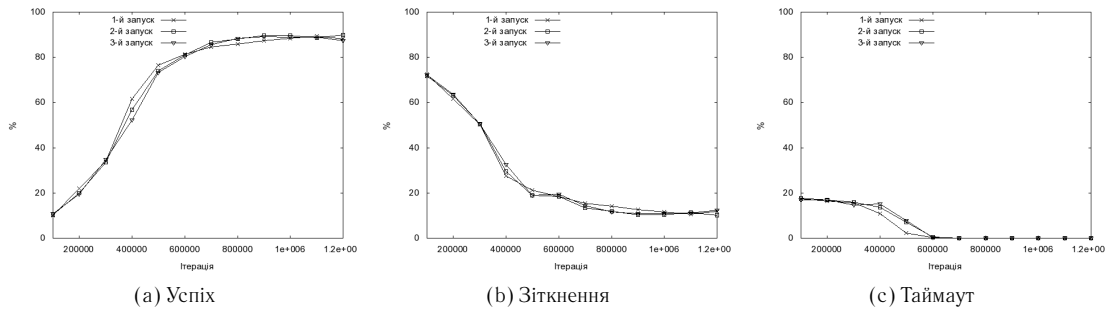 100
80
60
40
20
0
%
1-й запуск
2-й запуск
3-й запуск
200000 400000 600000 800000 1e+006 1.2e+00
Ітерація
(a) Успіх
100
80
60
40
20
0
%
1-й запуск
2-й запуск
3-й запуск
200000 400000 600000 800000 1e+006 1.2e+00
Ітерація
(b) Зіткнення
100
80
60
40
20
0
%
1-й запуск
2-й запуск
3-й запуск
200000 400000 600000 800000 1e+006 1.2e+00
Ітерація
(c) Таймаут